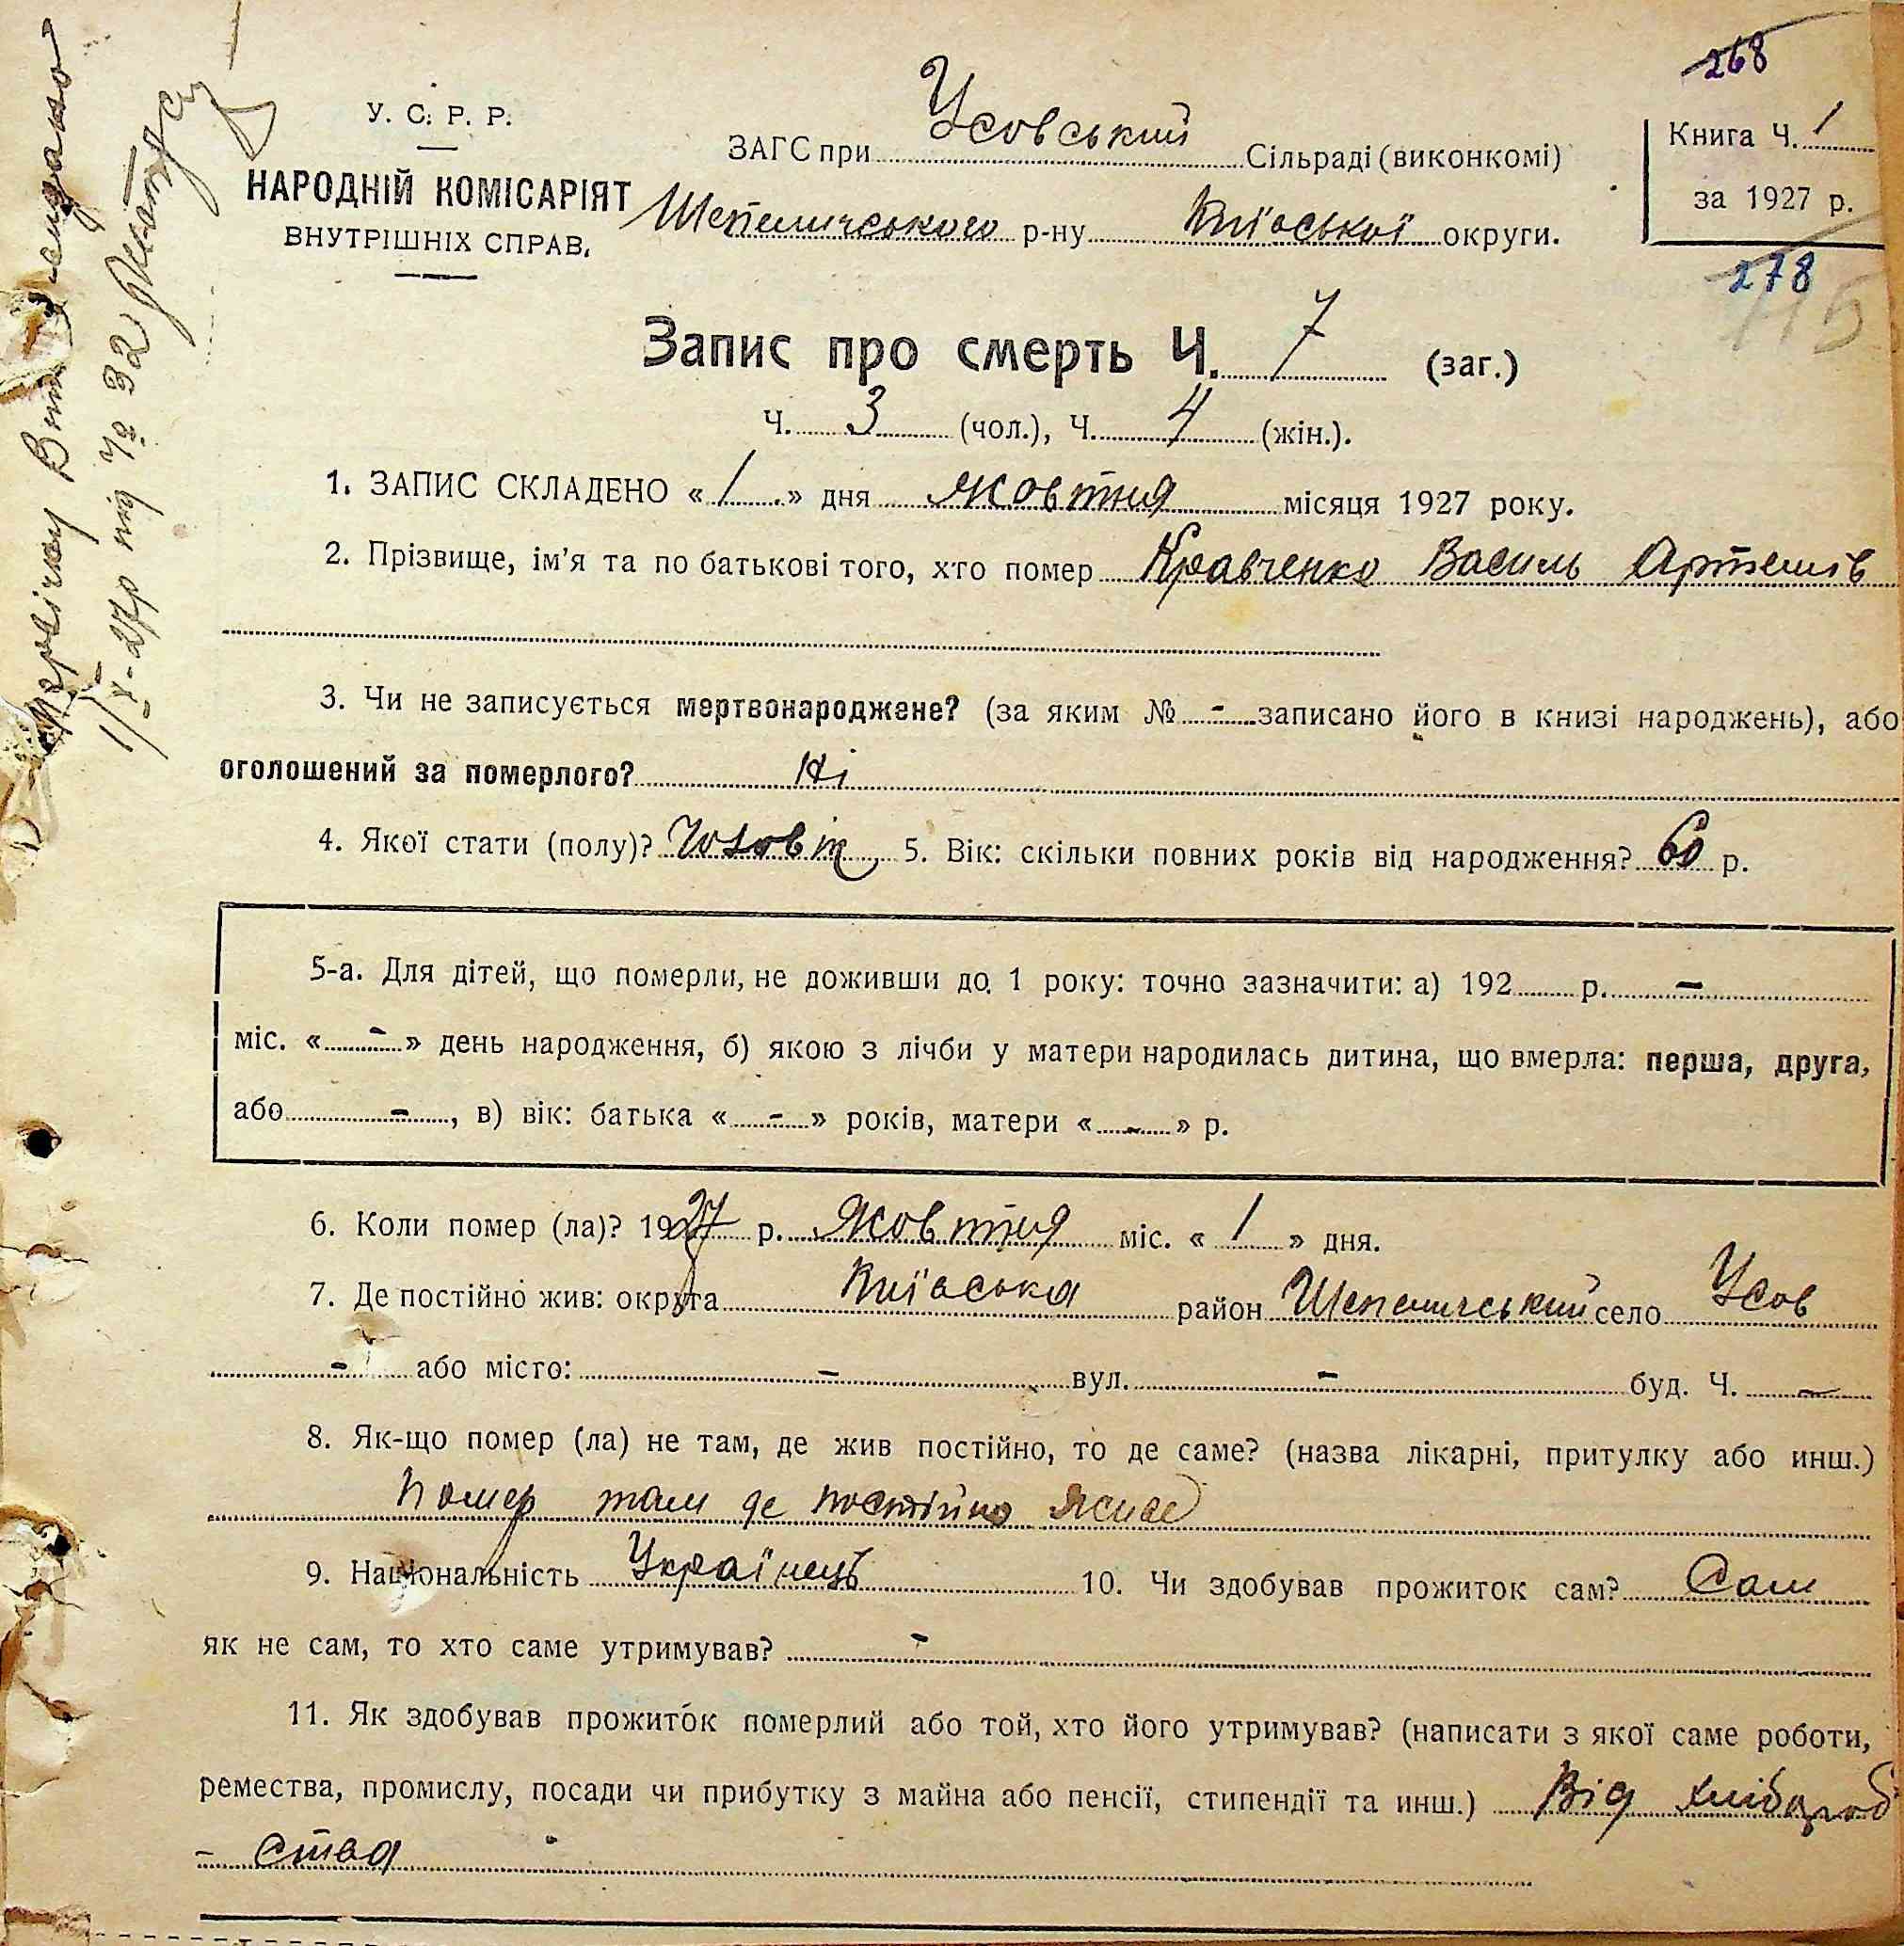 268
У. С. Р. Р.
НАРОДНІЙ КОМІСАРІЯТ
ВНУТРІШНІХ СПРАВ.
ЗАГС при Усовський Сільраді (виконкомі)
Шепелицського р-ну Київської округи.
Книга Ч. 1
за 1927 р.
278
115
Запис про смерть Ч. 7 (заг.)
Ч. 3 (чол.), Ч. 4 (жін.).
1. ЗАПИС СКЛАДЕНО « 1 » дня жовтня місяця 1927 року.
2. Прізвище, ім'я та по батькові того, хто помер Кравченко Василь Артемів
3. Чи не записується мертвонароджене? (за яким № - записано його в книзі народжень), або
оголошений за померлого? Ні
4. Якої стати (полу)? Чоловік 5. Вік: скільки повних років від народження? 60 р.
5-а. Для дітей, що померли, не доживши до 1 року: точно зазначити: а) 192 р. -
міс. « - » день народження, б) якою з лічби у матери народилась дитина, що вмерла: перша, друга,
або - , в) вік: батька « - » років, матери « - » р.
6. Коли помер (ла)? 1927 р. Жовтня міс. « 1 » дня.
7. Де постійно жив: округа Київська район Шепелицський село Усов
- або місто: - вул. - буд. Ч. -
8. Як-що помер (ла) не там, де жив постійно, то де саме? (назва лікарні, притулку або инш.)
Помер там де постійно жив
9. Національність Українець 10. Чи здобував прожиток сам? Сам
як не сам, то хто саме утримував? -
11. Як здобував прожиток померлий або той, хто його утримував? (написати з якої саме роботи,
ремества, промислу, посади чи прибутку з майна або пенсії, стипендії та инш.) Від хлібороб
- ства
1/X-27р під № 32